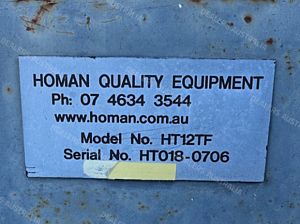 HOMAN QUALITY EQUIPMENT
Ph: 07 4634 3544
www.homan.com.au
Model No. HT12TF
Serial No. HT018-0706